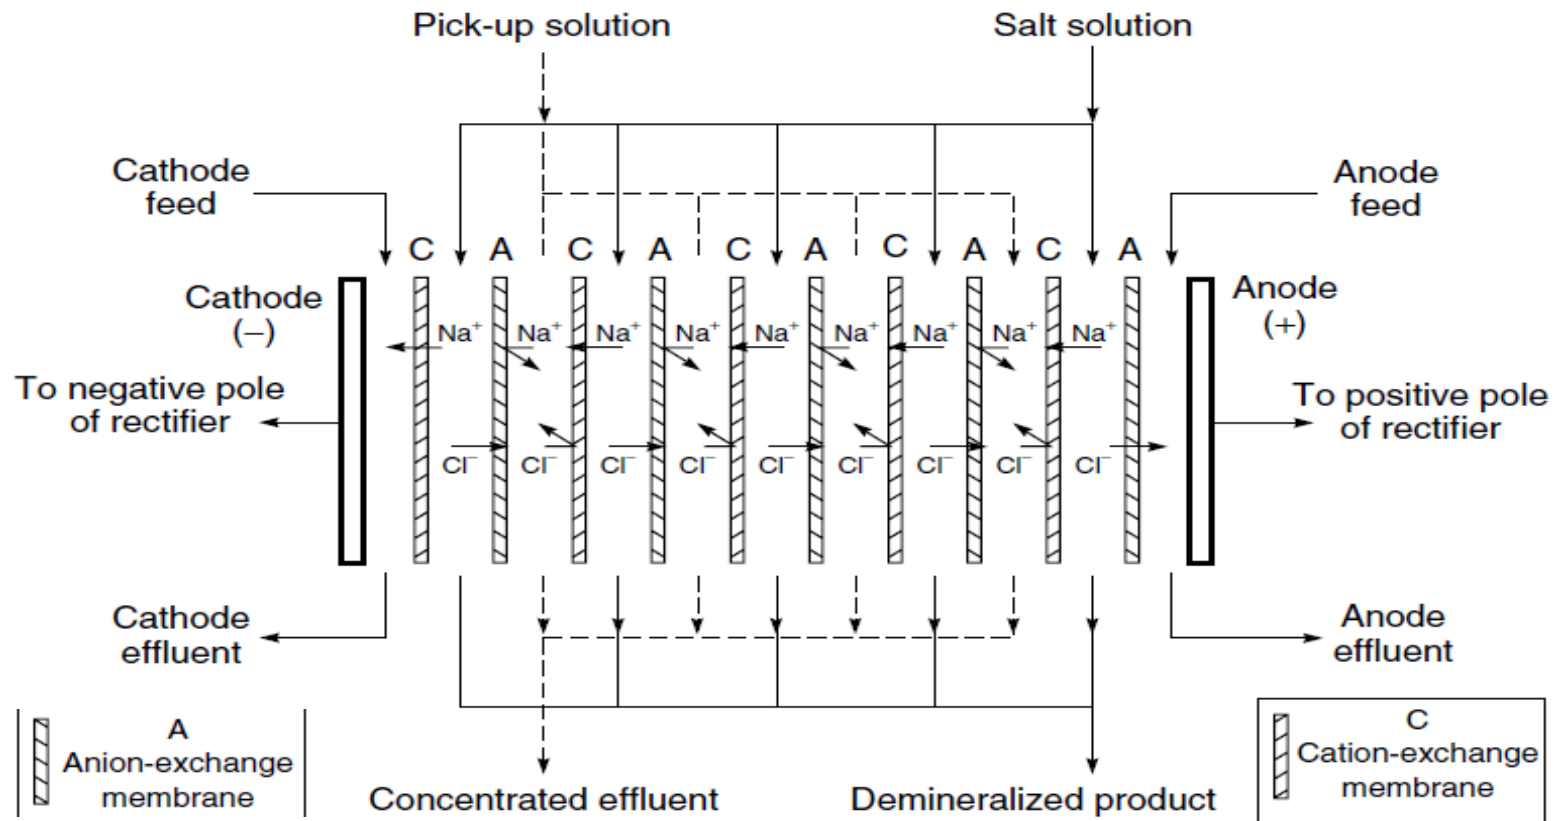 Pick-up solution
Salt solution
Cathode
feed
Anode
feed
C A C A C A C A C A
Cathode
(–)
Anode
(+)
Na⁺ Na⁺ Na⁺ Na⁺ Na⁺ Na⁺ Na⁺ Na⁺ Na⁺
To negative pole
of rectifier
To positive pole
of rectifier
Cl⁻ Cl⁻ Cl⁻ Cl⁻ Cl⁻ Cl⁻ Cl⁻ Cl⁻ Cl⁻
Cathode
effluent
Anode
effluent
A
Anion-exchange
membrane
C
Cation-exchange
membrane
Concentrated effluent
Demineralized product